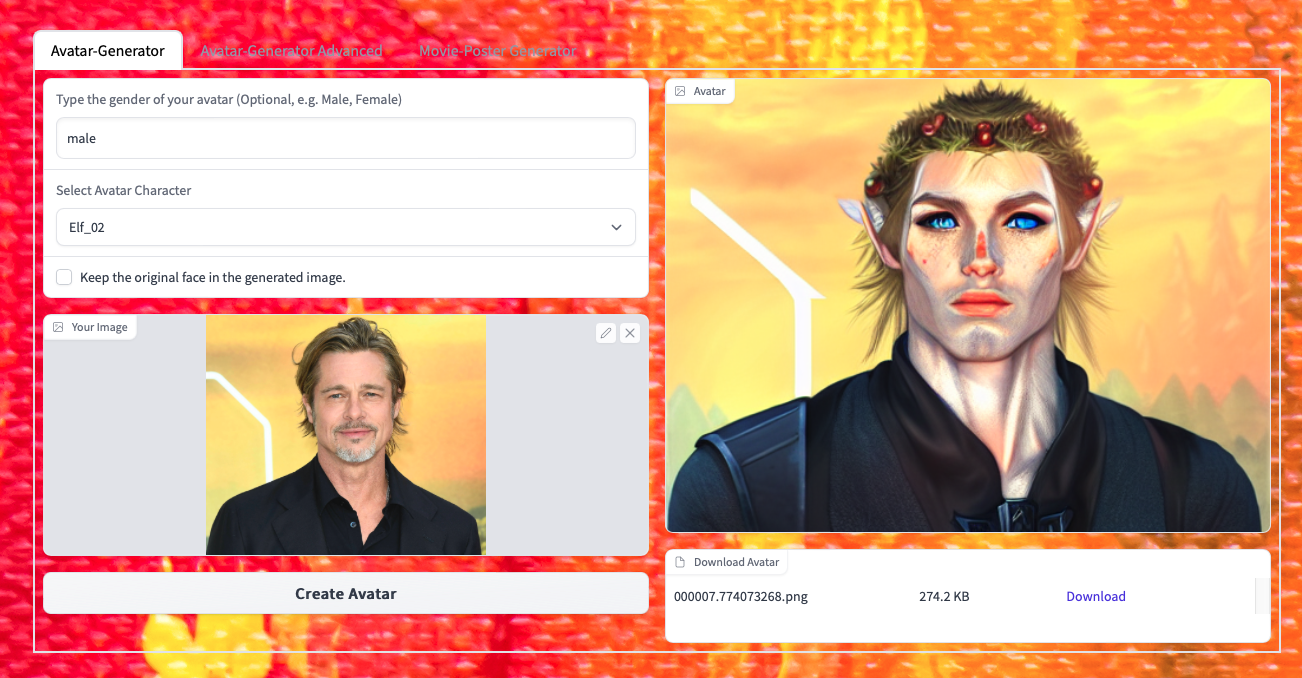 Avatar-Generator
Avatar-Generator Advanced
Movie-Poster Generator
Type the gender of your avatar (Optional, e.g. Male, Female)
male
Select Avatar Character
Elf_02
Keep the original face in the generated image.
Your Image
Create Avatar
Avatar
Download Avatar
000007.774073268.png 274.2 KB Download